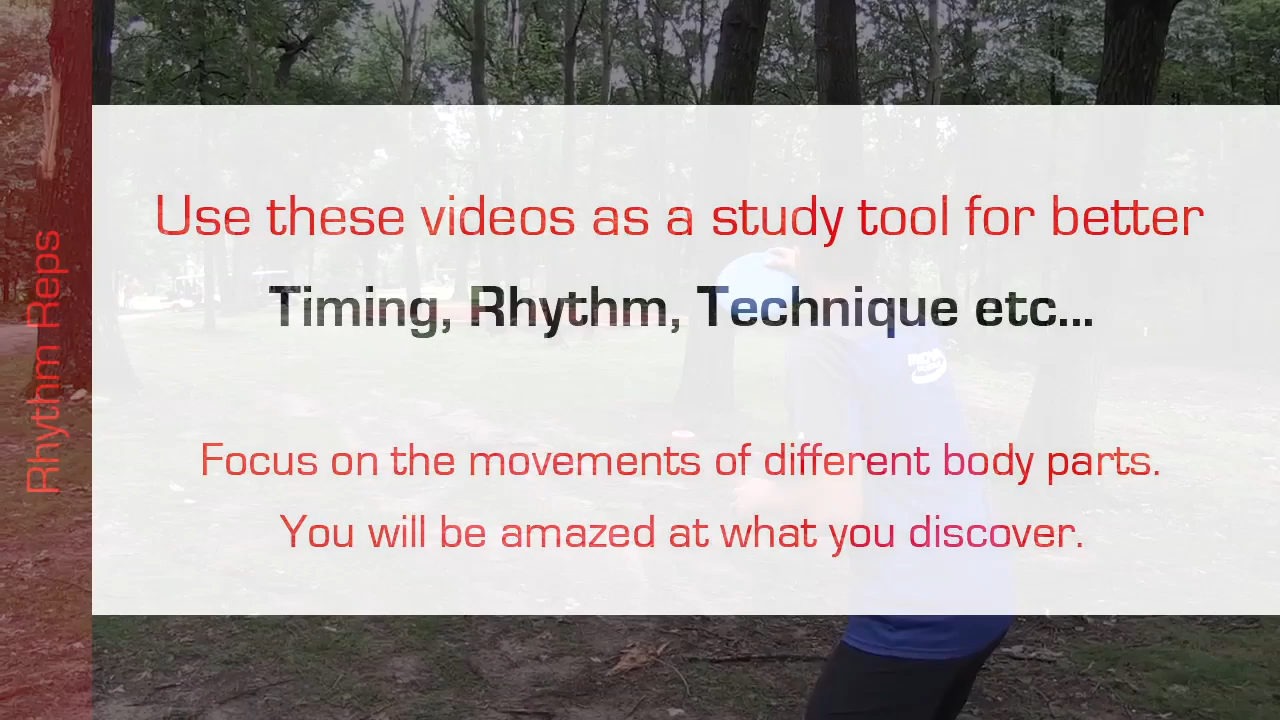 Rhythm Reps
Use these videos as a study tool for better
Timing, Rhythm, Technique etc...
Focus on the movements of different body parts.
You will be amazed at what you discover.